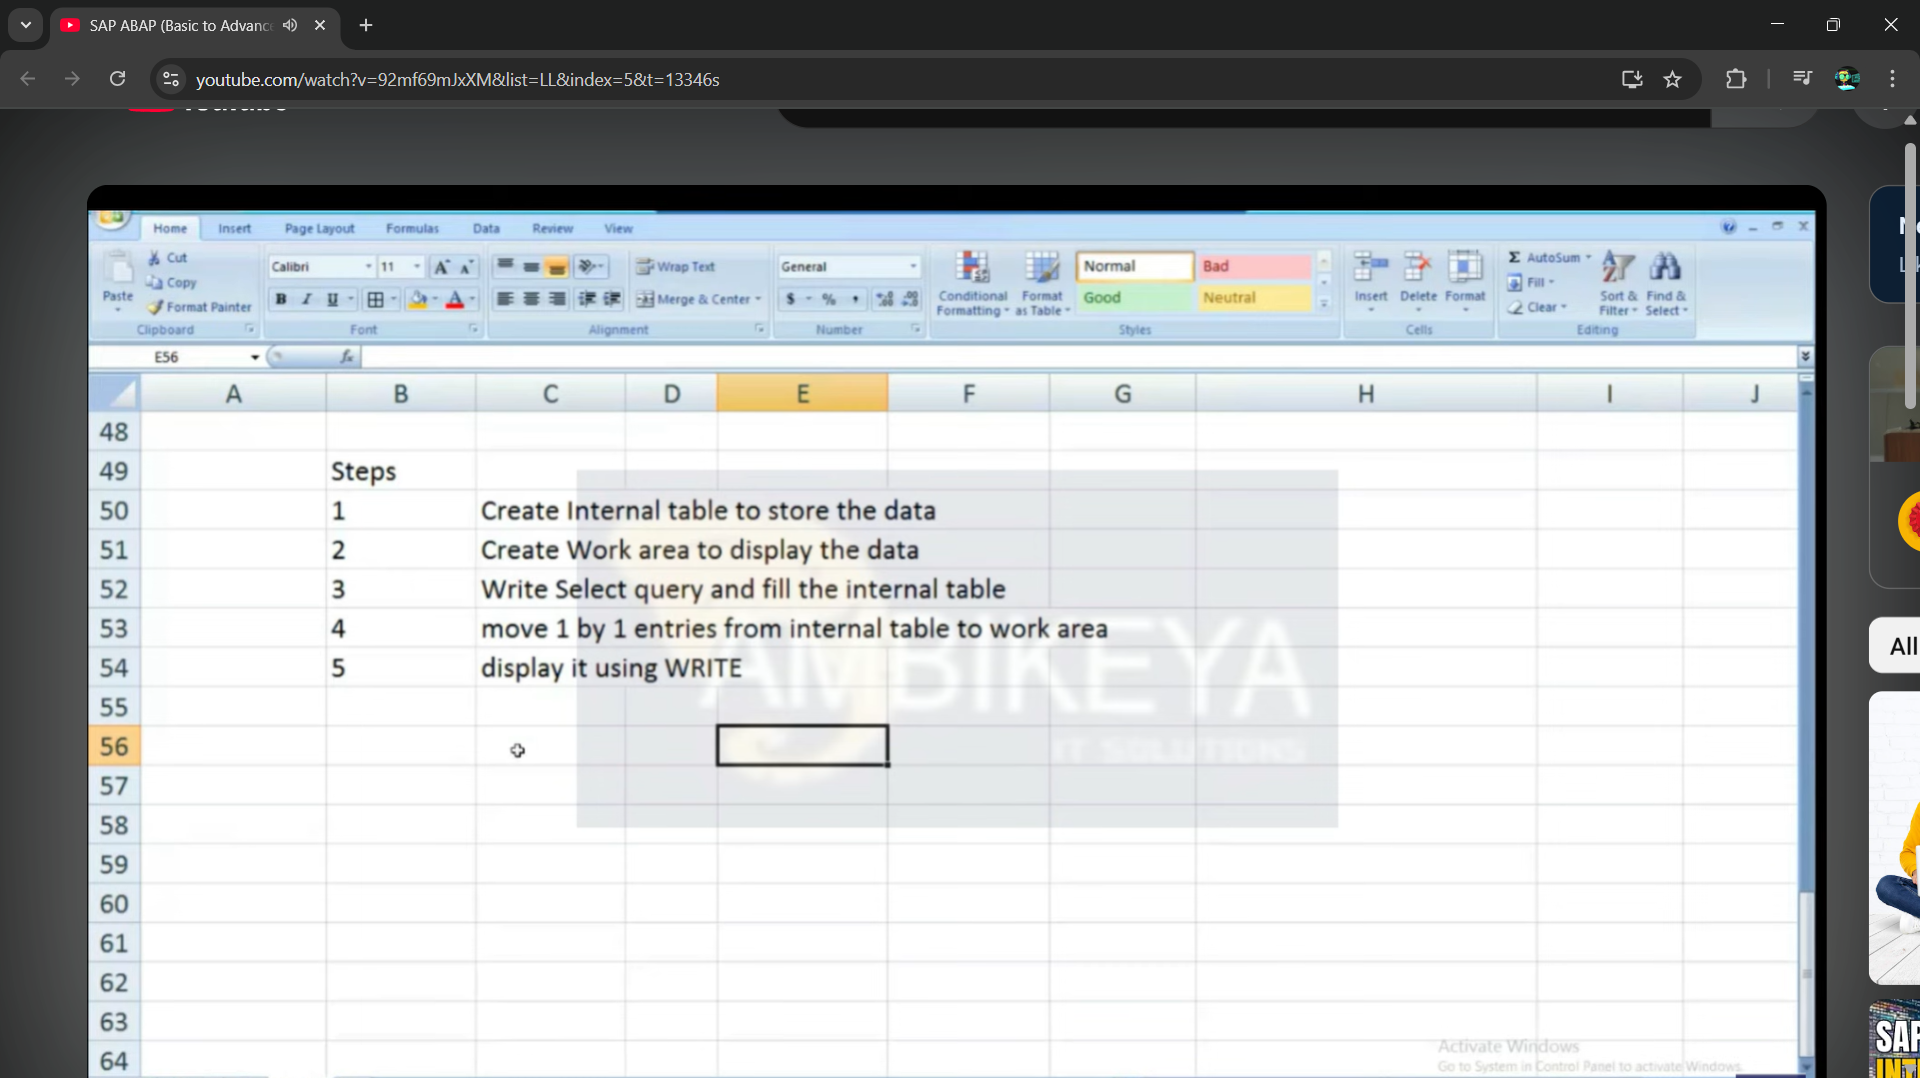 SAP ABAP (Basic to Advanc
youtube.com/watch?v=92mf69mJxXM&list=LL&index=5&t=13346s
Home Insert Page Layout Formulas Data Review View
Paste Cut Copy Format Painter
Calibri 11 A A B I U A
Wrap Text
Merge & Center
General
$ % ,
Conditional Formatting Format as Table
Normal Bad
Good Neutral
Insert Delete Format
Σ AutoSum Fill Clear
Sort & Filter Find & Select
Clipboard Font Alignment Number Styles Cells Editing
E56 fx
A B C D E F G H I J
48
49 Steps
50 1 Create Internal table to store the data
51 2 Create Work area to display the data
52 3 Write Select query and fill the internal table
53 4 move 1 by 1 entries from internal table to work area
54 5 display it using WRITE
55
56
57
58
59
60
61
62
63
64
AMBIKEYA
IT SOLUTIONS
Activate Windows
Go to System in Control Panel to activate Windows.
All
SAP